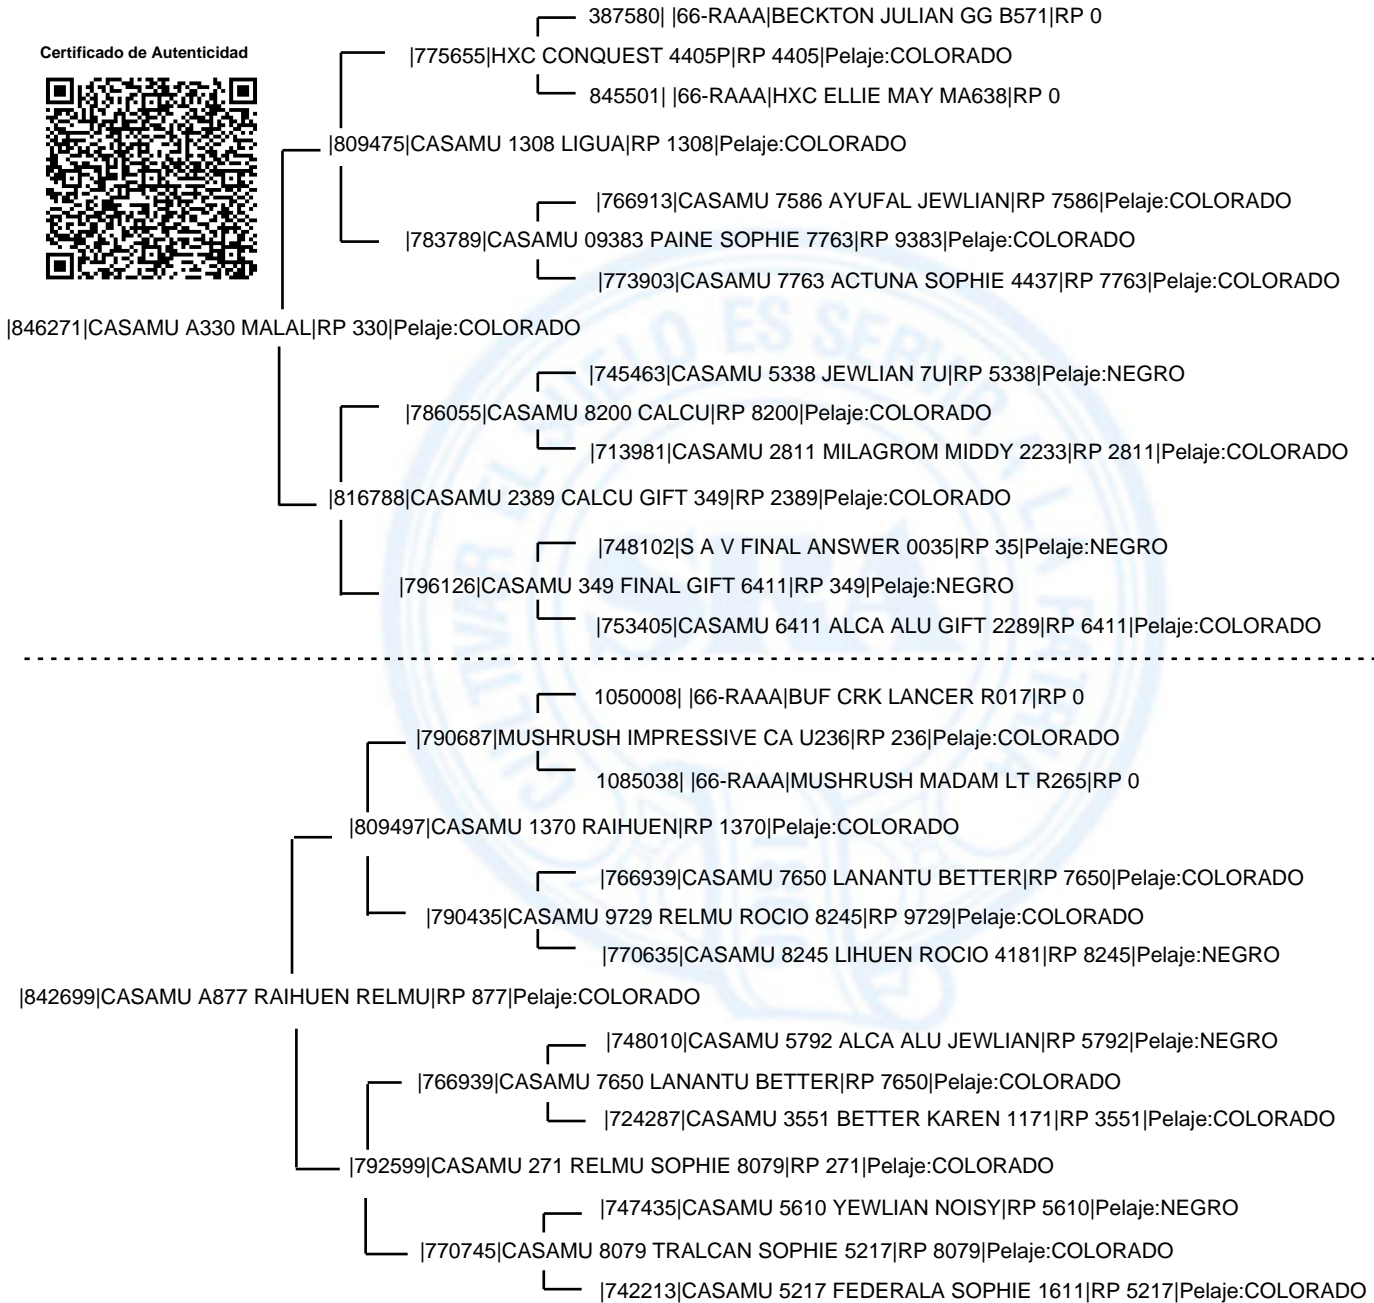 387580| |66-RAAA|BECKTON JULIAN GG B571|RP 0
Certificado de Autenticidad
|775655|HXC CONQUEST 4405P|RP 4405|Pelaje:COLORADO
845501| |66-RAAA|HXC ELLIE MAY MA638|RP 0
|809475|CASAMU 1308 LIGUA|RP 1308|Pelaje:COLORADO
|766913|CASAMU 7586 AYUFAL JEWLIAN|RP 7586|Pelaje:COLORADO
|783789|CASAMU 09383 PAINE SOPHIE 7763|RP 9383|Pelaje:COLORADO
|773903|CASAMU 7763 ACTUNA SOPHIE 4437|RP 7763|Pelaje:COLORADO
|846271|CASAMU A330 MALAL|RP 330|Pelaje:COLORADO
|745463|CASAMU 5338 JEWLIAN 7U|RP 5338|Pelaje:NEGRO
|786055|CASAMU 8200 CALCU|RP 8200|Pelaje:COLORADO
|713981|CASAMU 2811 MILAGROM MIDDY 2233|RP 2811|Pelaje:COLORADO
|816788|CASAMU 2389 CALCU GIFT 349|RP 2389|Pelaje:COLORADO
|748102|S A V FINAL ANSWER 0035|RP 35|Pelaje:NEGRO
|796126|CASAMU 349 FINAL GIFT 6411|RP 349|Pelaje:NEGRO
|753405|CASAMU 6411 ALCA ALU GIFT 2289|RP 6411|Pelaje:COLORADO
1050008| |66-RAAA|BUF CRK LANCER R017|RP 0
|790687|MUSHRUSH IMPRESSIVE CA U236|RP 236|Pelaje:COLORADO
1085038| |66-RAAA|MUSHRUSH MADAM LT R265|RP 0
|809497|CASAMU 1370 RAIHUEN|RP 1370|Pelaje:COLORADO
|766939|CASAMU 7650 LANANTU BETTER|RP 7650|Pelaje:COLORADO
|790435|CASAMU 9729 RELMU ROCIO 8245|RP 9729|Pelaje:COLORADO
|770635|CASAMU 8245 LIHUEN ROCIO 4181|RP 8245|Pelaje:NEGRO
|842699|CASAMU A877 RAIHUEN RELMU|RP 877|Pelaje:COLORADO
|748010|CASAMU 5792 ALCA ALU JEWLIAN|RP 5792|Pelaje:NEGRO
|766939|CASAMU 7650 LANANTU BETTER|RP 7650|Pelaje:COLORADO
|724287|CASAMU 3551 BETTER KAREN 1171|RP 3551|Pelaje:COLORADO
|792599|CASAMU 271 RELMU SOPHIE 8079|RP 271|Pelaje:COLORADO
|747435|CASAMU 5610 YEWLIAN NOISY|RP 5610|Pelaje:NEGRO
|770745|CASAMU 8079 TRALCAN SOPHIE 5217|RP 8079|Pelaje:COLORADO
|742213|CASAMU 5217 FEDERALA SOPHIE 1611|RP 5217|Pelaje:COLORADO
CULTIVAR EL SUELO ES SERVIR A LA PATRIA
SRA
1866